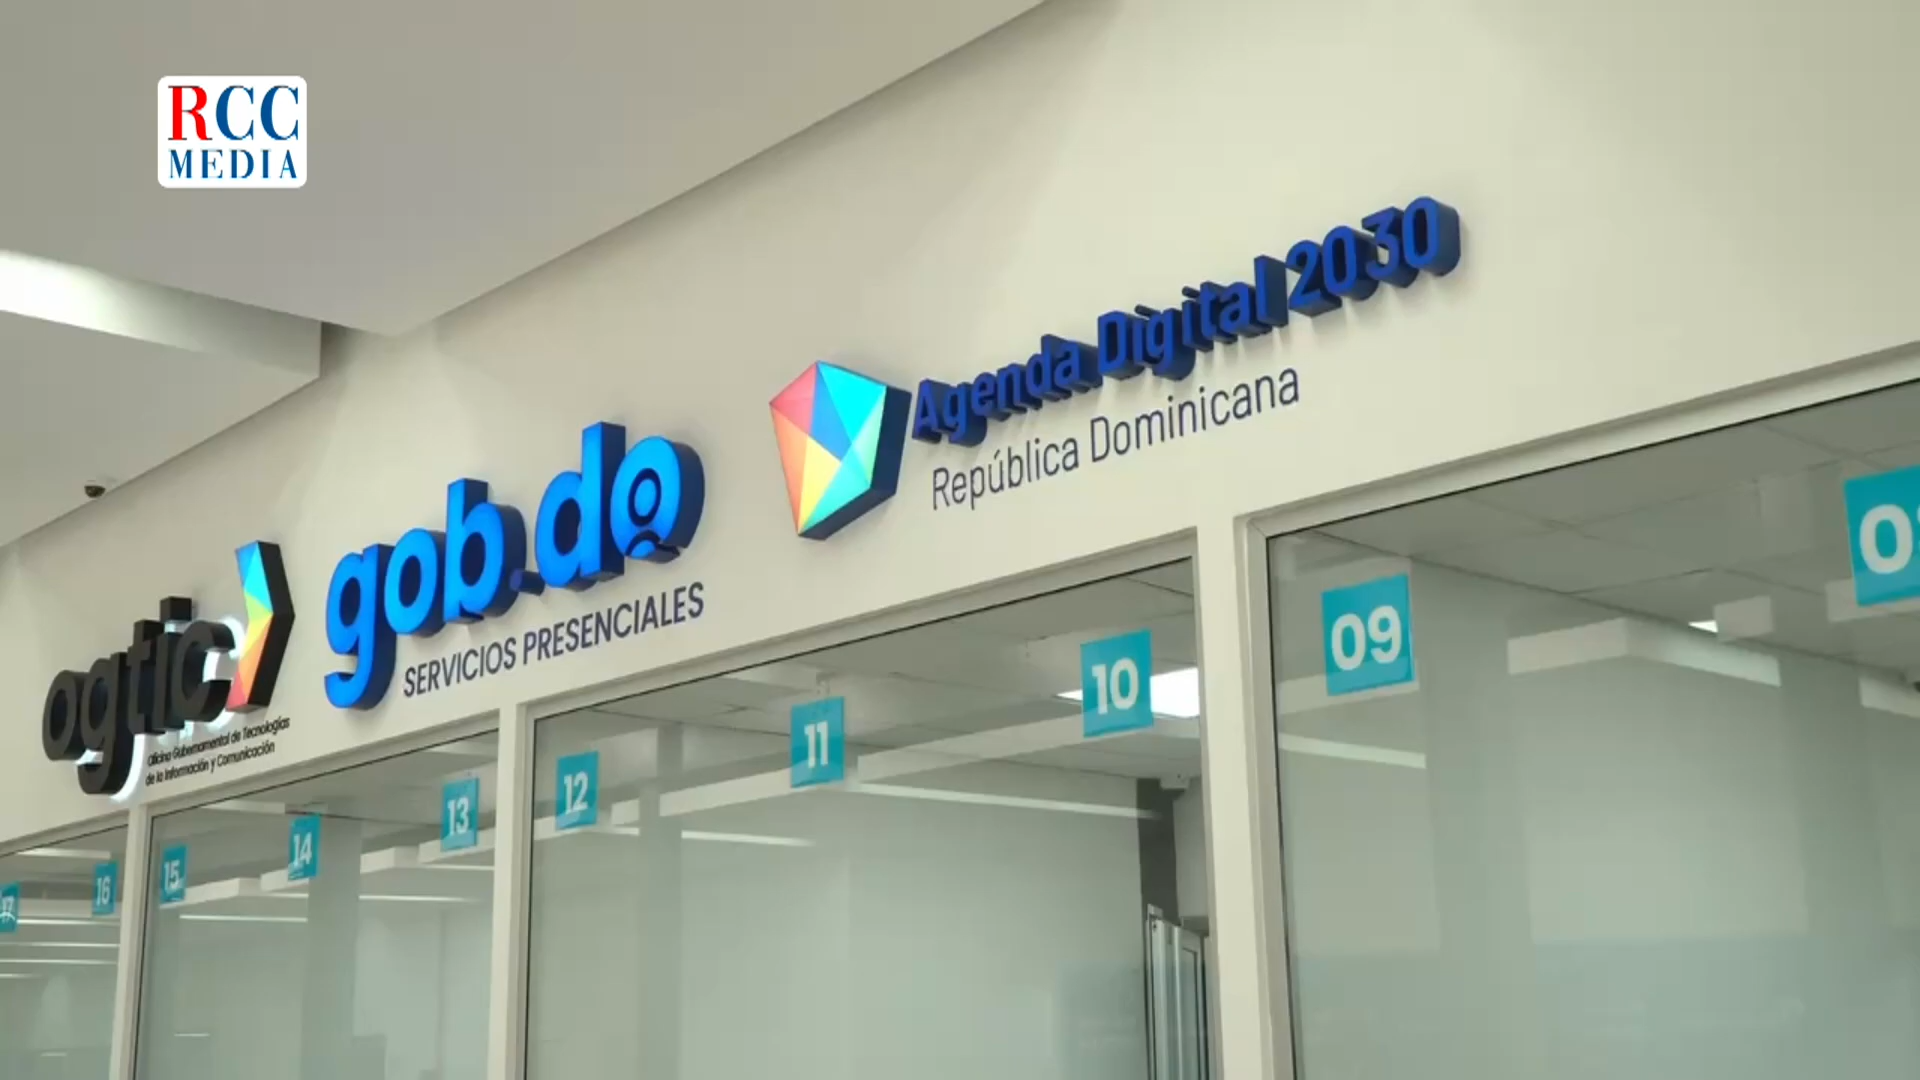 RCC
MEDIA
Agenda Digital 2030
República Dominicana
gob.do
SERVICIOS PRESENCIALES
ogtic
Oficina Gubernamental de Tecnologías
de la Información y Comunicación
09
10
11
12
13
14
15
16
17